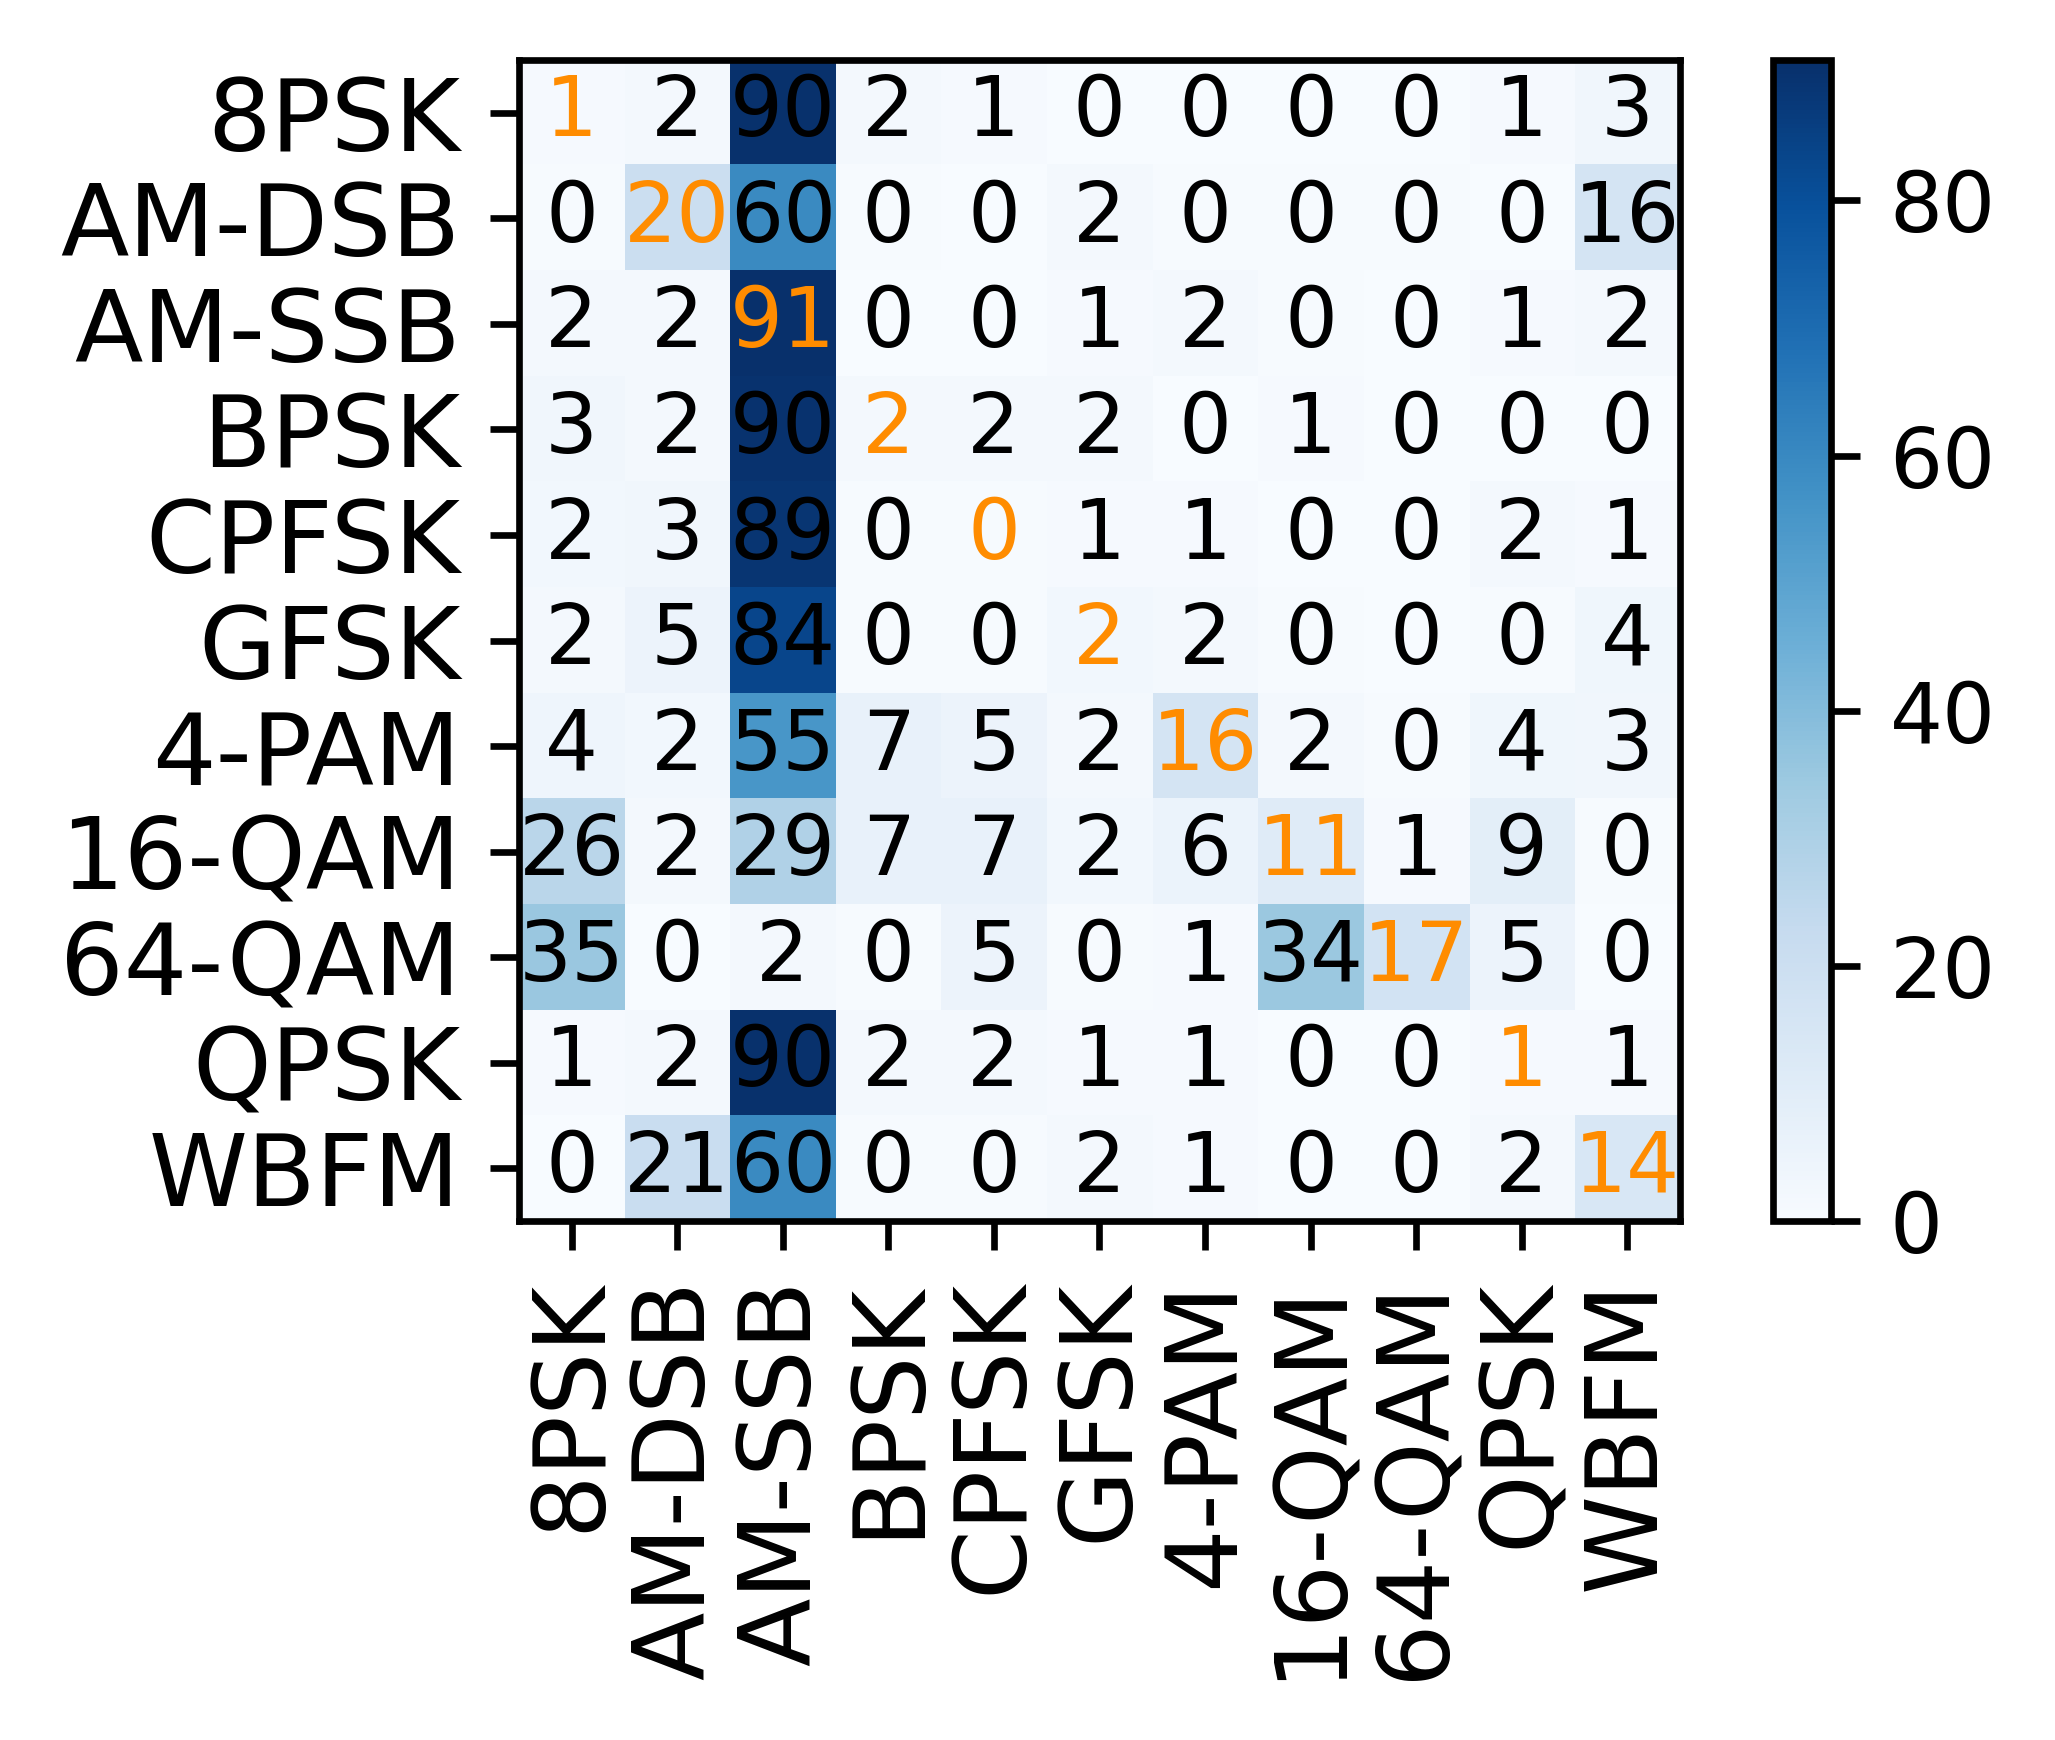 8PSK 1 2 90 2 1 0 0 0 0 1 3
AM-DSB 0 20 60 0 0 2 0 0 0 0 16
AM-SSB 2 2 91 0 0 1 2 0 0 1 2
BPSK 3 2 90 2 2 2 0 1 0 0 0
CPFSK 2 3 89 0 0 1 1 0 0 2 1
GFSK 2 5 84 0 0 2 2 0 0 0 4
4-PAM 4 2 55 7 5 2 16 2 0 4 3
16-QAM 26 2 29 7 7 2 6 11 1 9 0
64-QAM 35 0 2 0 5 0 1 34 17 5 0
QPSK 1 2 90 2 2 1 1 0 0 1 1
WBFM 0 21 60 0 0 2 1 0 0 2 14
8PSK
AM-DSB
AM-SSB
BPSK
CPFSK
GFSK
4-PAM
16-QAM
64-QAM
QPSK
WBFM
80
60
40
20
0